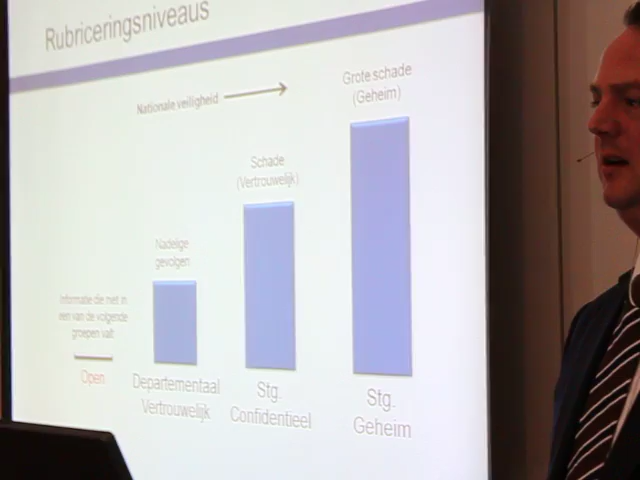 Rubriceringsniveaus
Nationale veiligheid
Grote schade
(Geheim)
Schade
(Vertrouwelijk)
Nadelige
gevolgen
Informatie die niet in
een van de volgende
groepen valt
Open
Departementaal
Vertrouwelijk
Stg.
Confidentieel
Stg.
Geheim